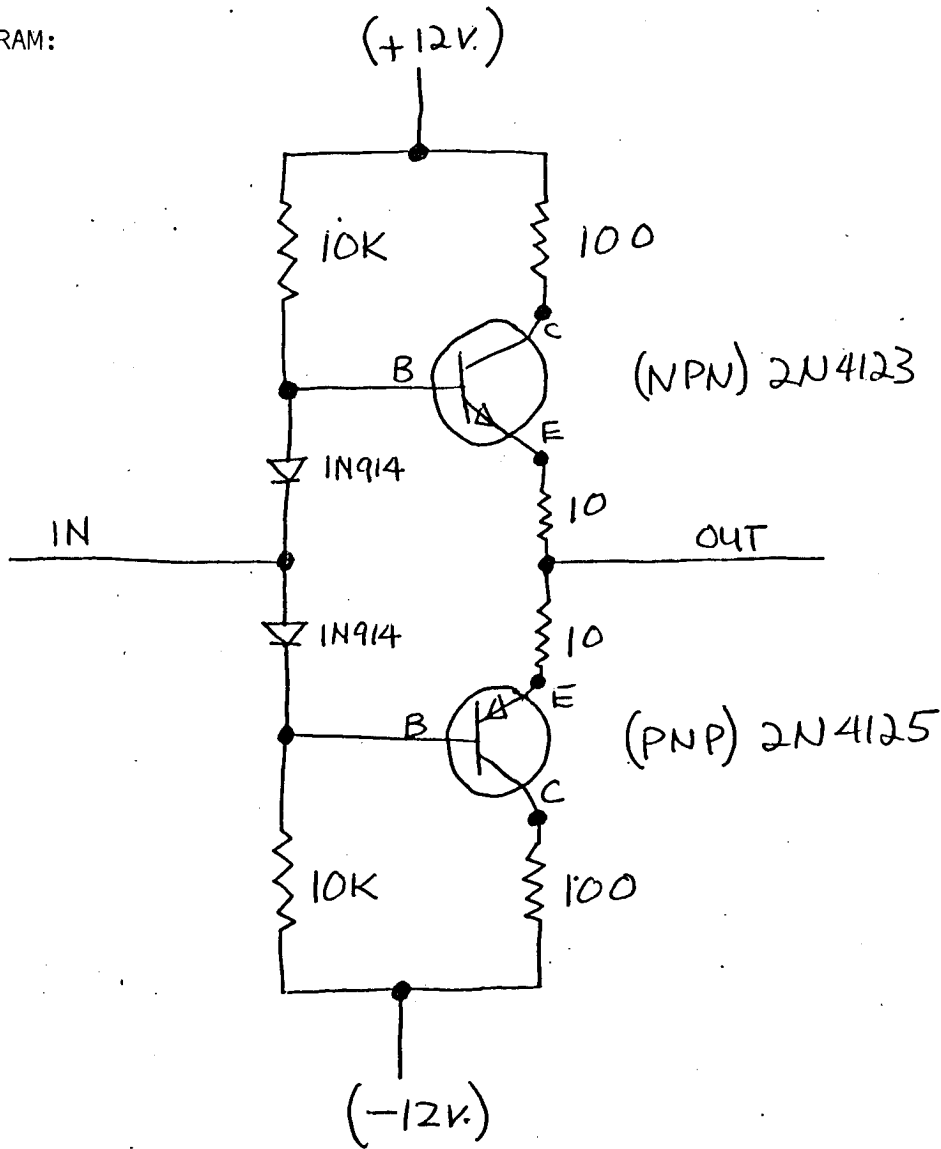 RAM:
(+12V.)
10K
100
C
B
(NPN) 2N4123
E
1N914
10
IN
OUT
1N914
10
E
B
(PNP) 2N4125
C
10K
100
(-12V.)